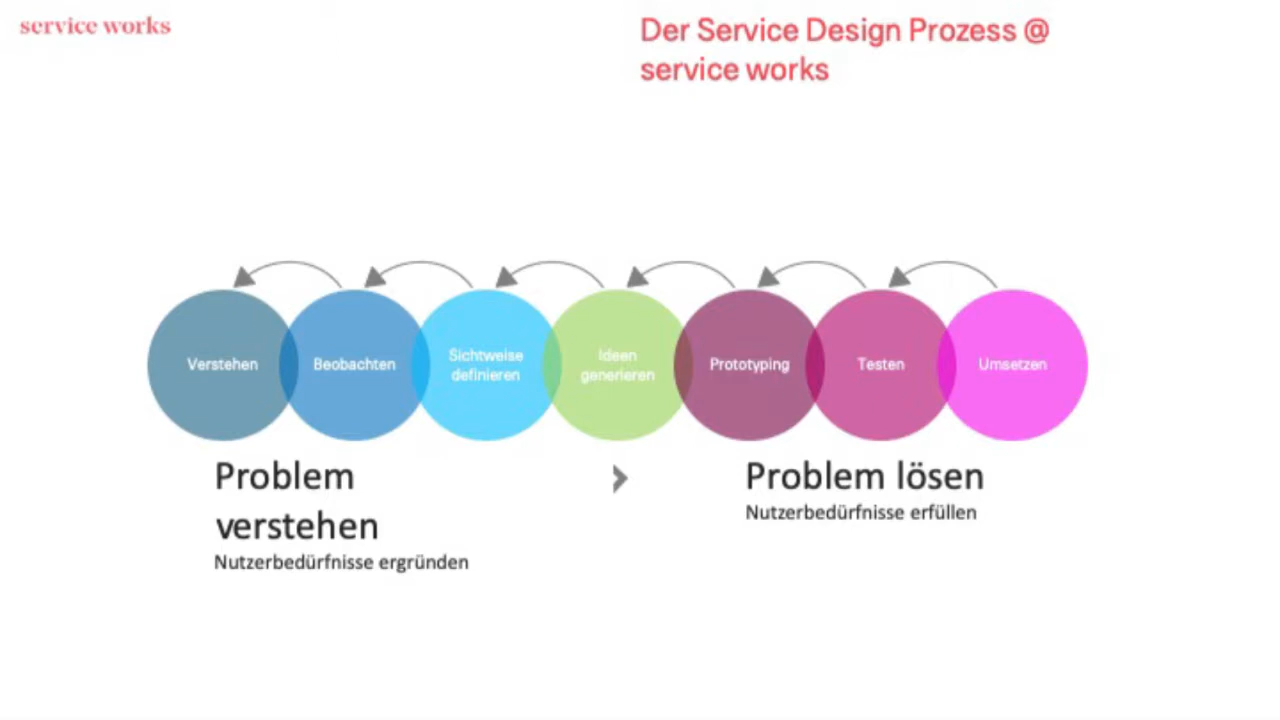 service works
Der Service Design Prozess @
service works
Verstehen
Beobachten
Sichtweise
definieren
Ideen
generieren
Prototyping
Testen
Umsetzen
Problem
verstehen
Nutzerbedürfnisse ergründen
Problem lösen
Nutzerbedürfnisse erfüllen